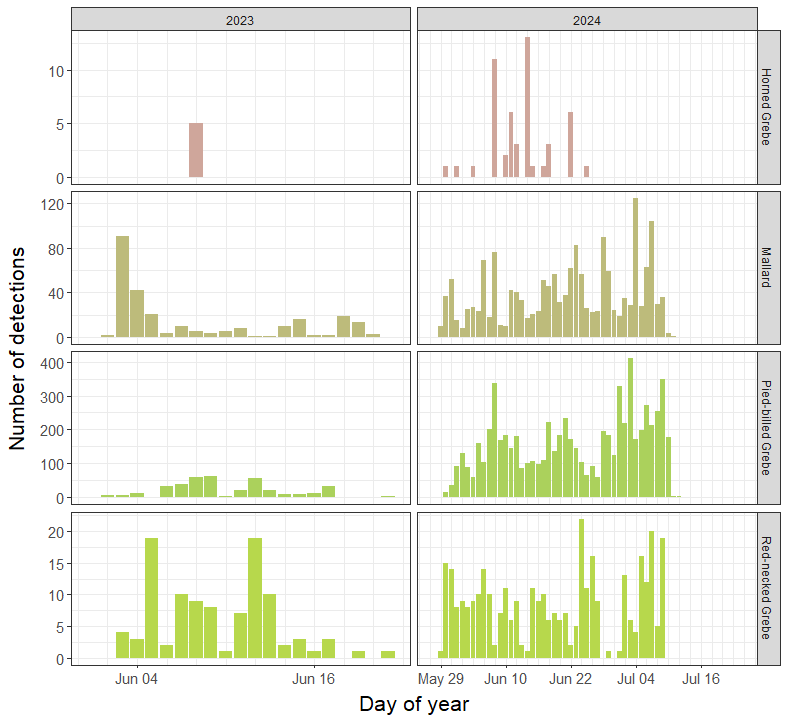 2023 2024
10
5
0
Horned Grebe
120
80
40
0
Mallard
400
300
200
100
0
Pied-billed Grebe
20
15
10
5
0
Red-necked Grebe
Number of detections
Jun 04 Jun 16 May 29 Jun 10 Jun 22 Jul 04 Jul 16
Day of year